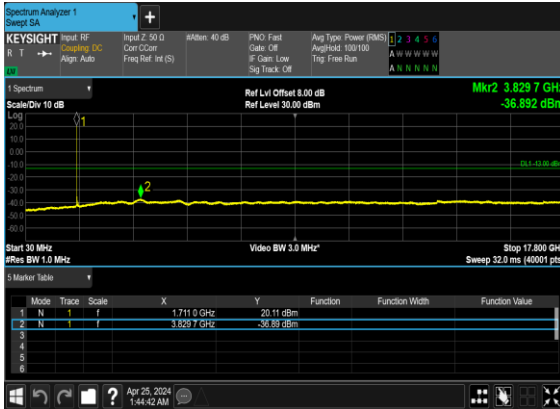 Spectrum Analyzer 1
Swept SA
+
KEYSIGHT Input: RF Input Z: 50 Ω #Atten: 40 dB PNO: Fast Avg Type: Power (RMS) 1 2 3 4 5 6
R T Coupling: DC Corr CCorr Gate: Off Avg|Hold: 100/100 A W W W W W
Align: Auto Freq Ref: Int (S) IF Gain: Low Trig: Free Run
Sig Track: Off A N N N N N
1 Spectrum Ref Lvl Offset 8.00 dB Mkr2 3.829 7 GHz
Scale/Div 10 dB Ref Level 30.00 dBm -36.892 dBm
Log
20.0
10.0
0.00
-10.0
-20.0
-30.0
-40.0
-50.0
-60.0
1
2
DL1 -13.00 dBm
Start 30 MHz Video BW 3.0 MHz* Stop 17.800 GH
#Res BW 1.0 MHz Sweep 32.0 ms (40001 pts
5 Marker Table
Mode Trace Scale X Y Function Function Width Function Value
1 N 1 f 1.711 0 GHz 20.11 dBm
2 N 1 f 3.829 7 GHz -36.89 dBm
3
4
5
6
? Apr 25, 2024
1:44:42 AM